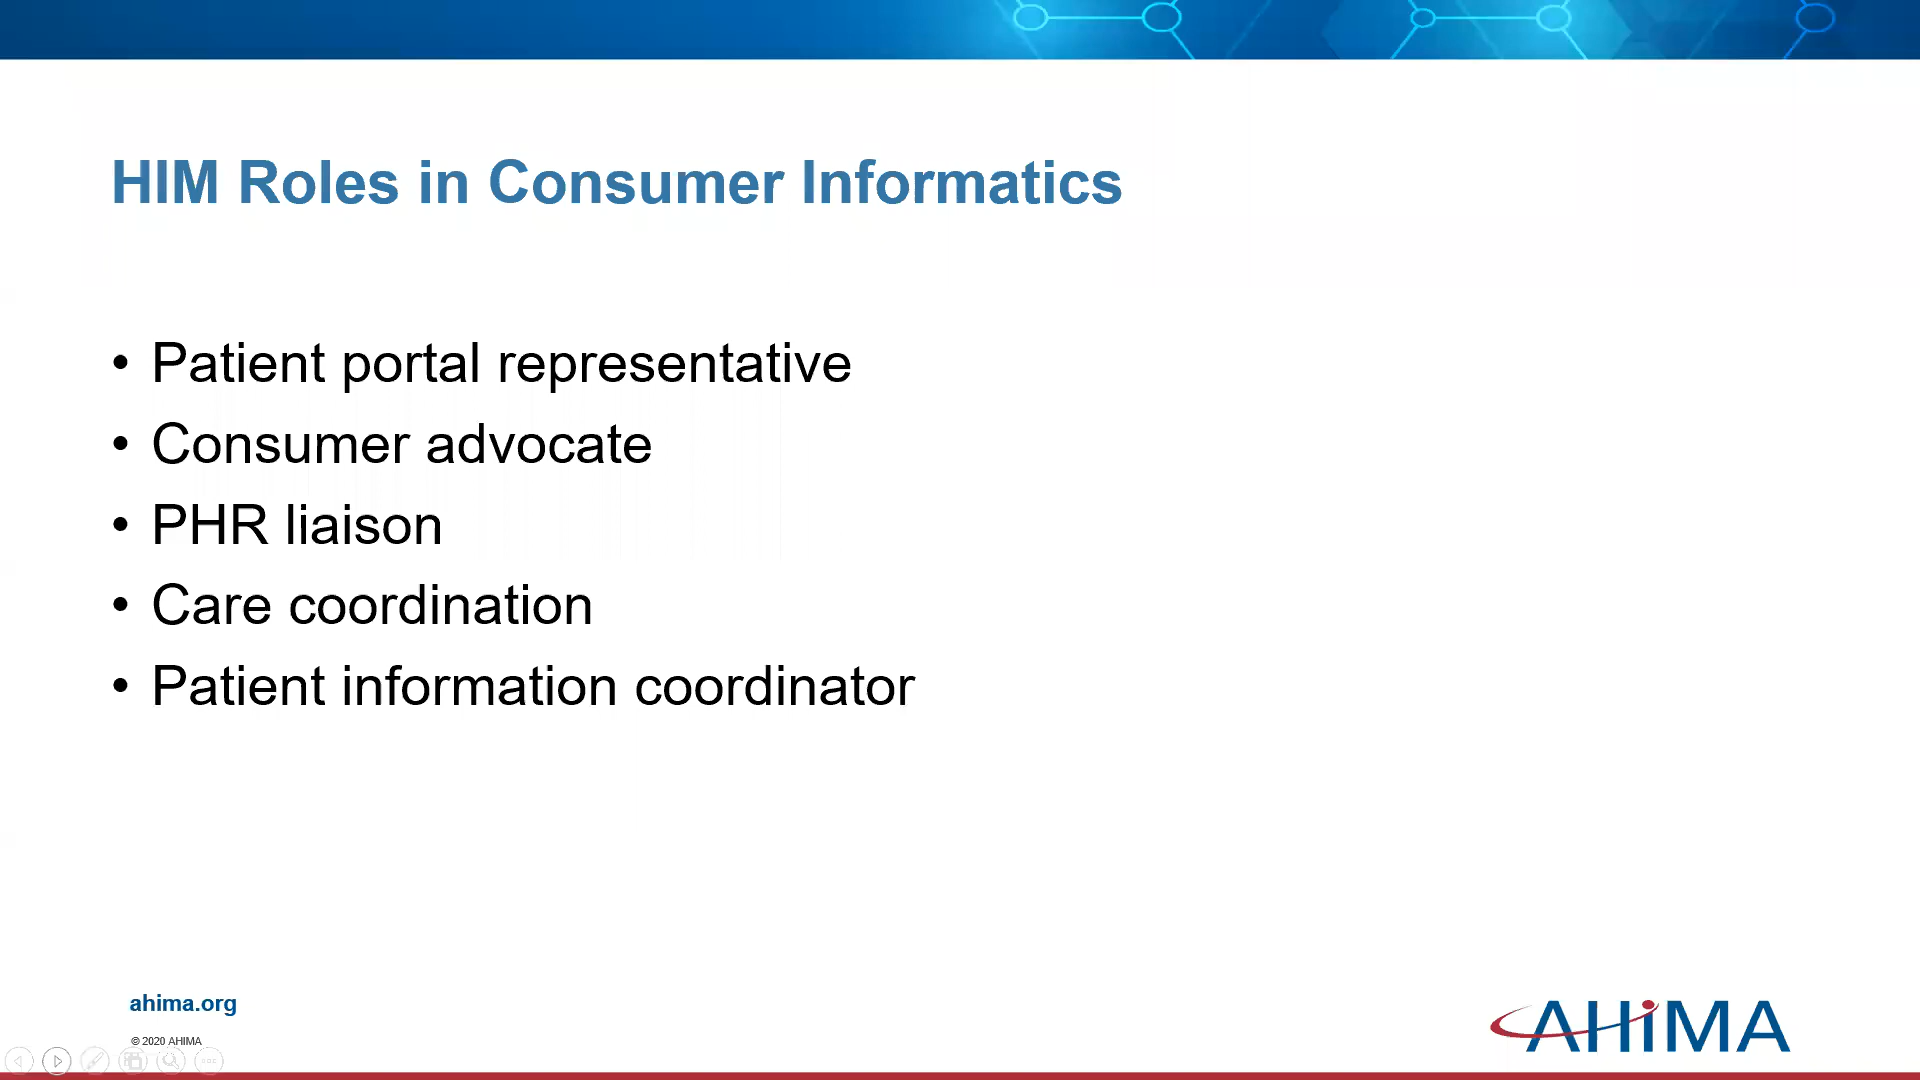 HIM Roles in Consumer Informatics
• Patient portal representative
• Consumer advocate
• PHR liaison
• Care coordination
• Patient information coordinator
ahima.org
© 2020 AHIMA
AHiMA